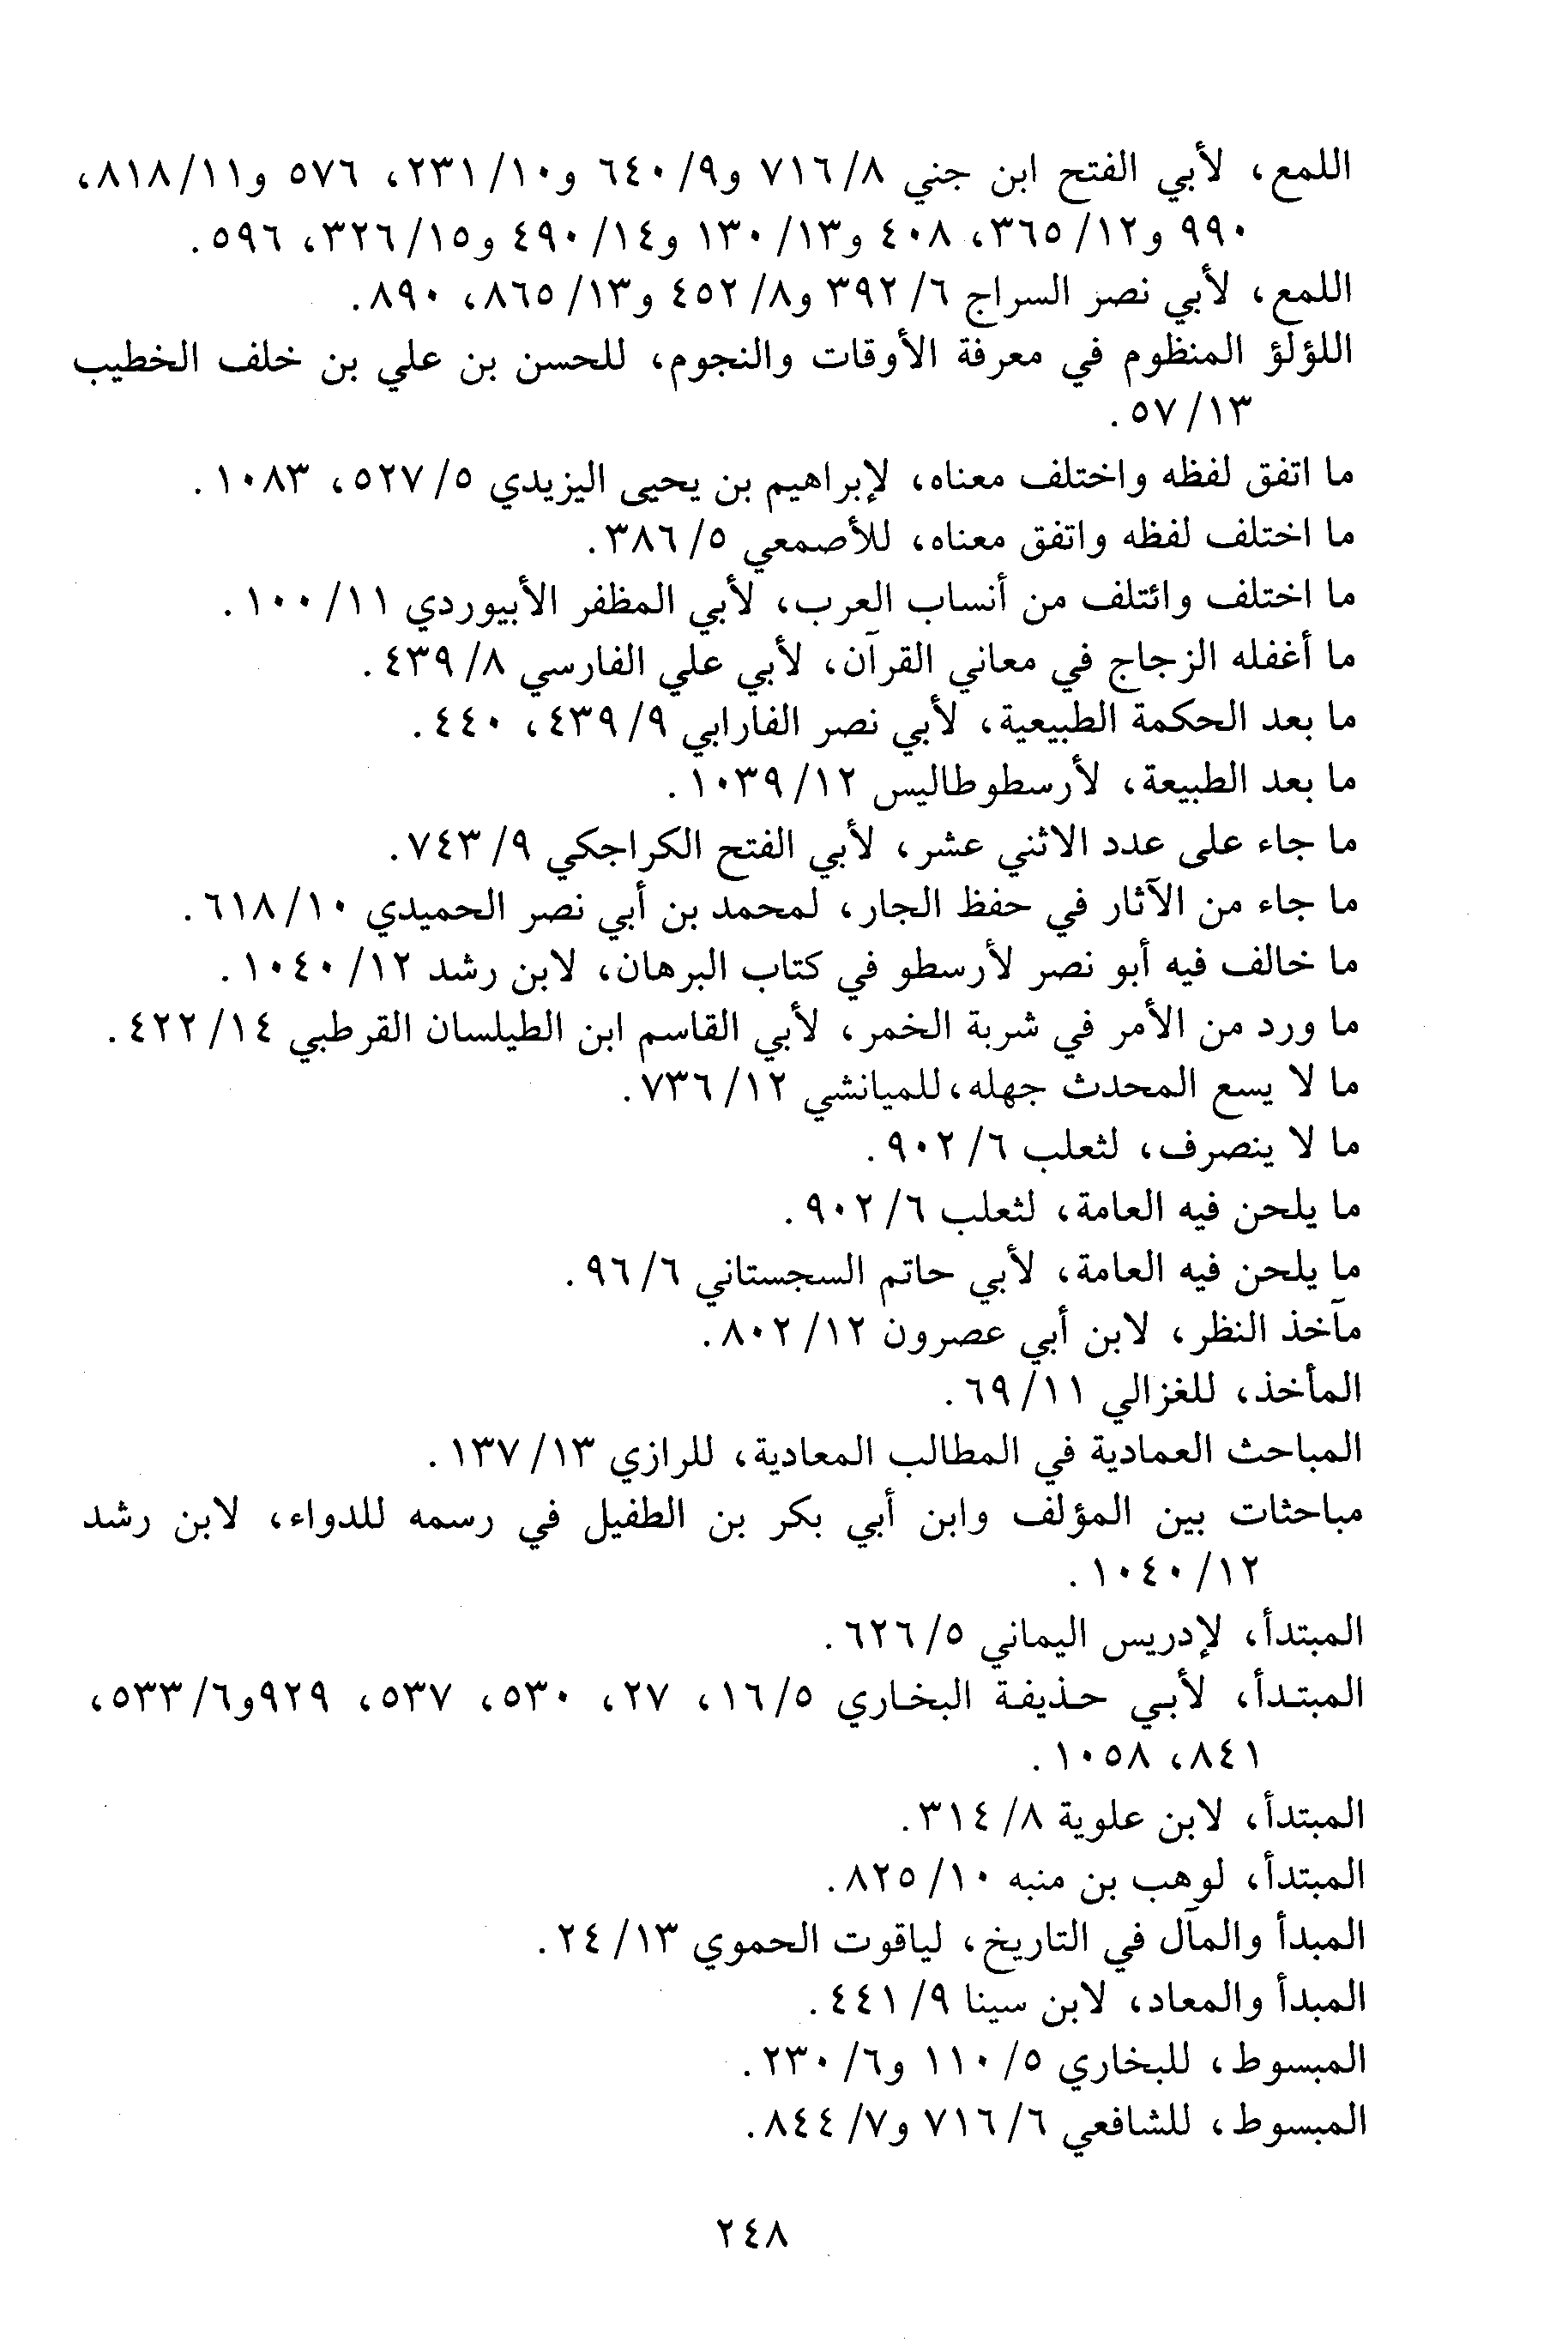 اللمع، لأبي الفتح ابن جني ٨/ ٧١٦ و٩/ ٦٤٠ و١٠/ ٢٣١، ٥٧٦ و١١/ ٨١٨،
٩٩٠ و١٢/ ٣٦٥، ٤٠٨ و١٣/ ١٣٠ و١٤/ ٤٩٠ و١٥/ ٣٢٦، ٥٩٦.
اللمع، لأبي نصر السراج ٦/ ٣٩٢ و٨/ ٤٥٢ و١٣/ ٨٦٥، ٨٩٠.
اللؤلؤ المنظوم في معرفة الأوقات والنجوم، للحسن بن علي بن خلف الخطيب
١٣/ ٥٧.
ما اتفق لفظه واختلف معناه، لإبراهيم بن يحيى اليزيدي ٥/ ٥٢٧، ١٠٨٣.
ما اختلف لفظه واتفق معناه، للأصمعي ٥/ ٣٨٦.
ما اختلف وائتلف من أنساب العرب، لأبي المظفر الأبيوردي ١١/ ١٠٠.
ما أغفله الزجاج في معاني القرآن، لأبي علي الفارسي ٨/ ٤٣٩.
ما بعد الحكمة الطبيعية، لأبي نصر الفارابي ٩/ ٤٣٩، ٤٤٠.
ما بعد الطبيعة، لأرسطوطاليس ١٢/ ١٠٣٩.
ما جاء على عدد الاثني عشر، لأبي الفتح الكراجكي ٩/ ٧٤٣.
ما جاء من الآثار في حفظ الجار، لمحمد بن أبي نصر الحميدي ١٠/ ٦١٨.
ما خالف فيه أبو نصر لأرسطو في كتاب البرهان، لابن رشد ١٢/ ١٠٤٠.
ما ورد من الأمر في شربة الخمر، لأبي القاسم ابن الطيلسان القرطبي ١٤/ ٤٢٢.
ما لا يسع المحدث جهله، للميانشي ١٢/ ٧٣٦.
ما لا ينصرف، لثعلب ٦/ ٩٠٢.
ما يلحن فيه العامة، لثعلب ٦/ ٩٠٢.
ما يلحن فيه العامة، لأبي حاتم السجستاني ٦/ ٩٦.
مآخذ النظر، لابن أبي عصرون ١٢/ ٨٠٢.
المأخذ، للغزالي ١١/ ٦٩.
المباحث العمادية في المطالب المعادية، للرازي ١٣/ ١٣٧.
مباحثات بين المؤلف وابن أبي بكر بن الطفيل في رسمه للدواء، لابن رشد
١٢/ ١٠٤٠.
المبتدأ، لإدريس اليماني ٥/ ٦٢٦.
المبتدأ، لأبي حذيفة البخاري ٥/ ١٦، ٢٧، ٥٣٠، ٥٣٧، ٩٢٩ و٦/ ٥٣٣،
٨٤١، ١٠٥٨.
المبتدأ، لابن علوية ٨/ ٣١٤.
المبتدأ، لوهب بن منبه ١٠/ ٨٢٥.
المبدأ والمآل في التاريخ، لياقوت الحموي ١٣/ ٢٤.
المبدأ والمعاد، لابن سينا ٩/ ٤٤١.
المبسوط، للبخاري ٥/ ١١٠ و٦/ ٢٣٠.
المبسوط، للشافعي ٦/ ٧١٦ و٧/ ٨٤٤.
٢٤٨